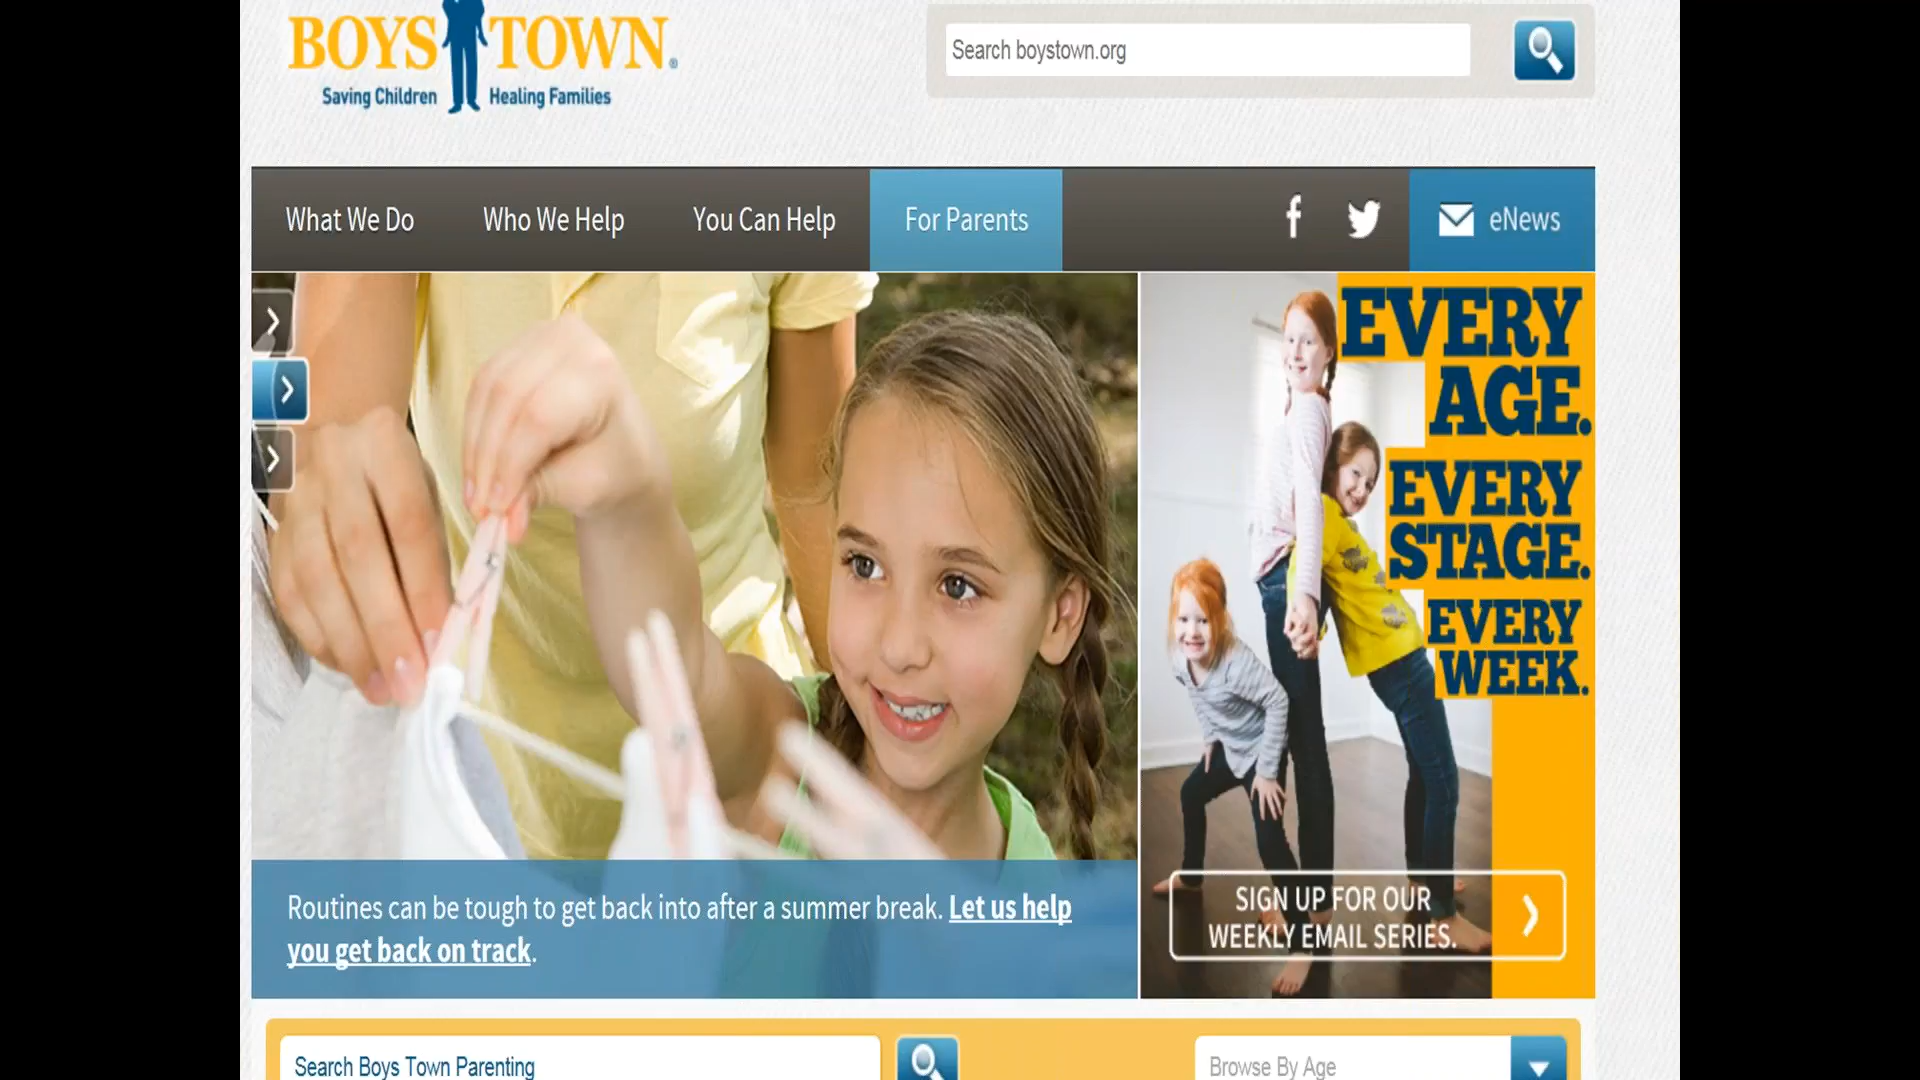 BOYS TOWN®
Saving Children Healing Families
Search boystown.org
What We Do
Who We Help
You Can Help
For Parents
f
eNews
EVERY
AGE.
EVERY
STAGE.
EVERY
WEEK.
SIGN UP FOR OUR
WEEKLY EMAIL SERIES.
Routines can be tough to get back into after a summer break. Let us help
you get back on track.
Search Boys Town Parenting
Browse By Age